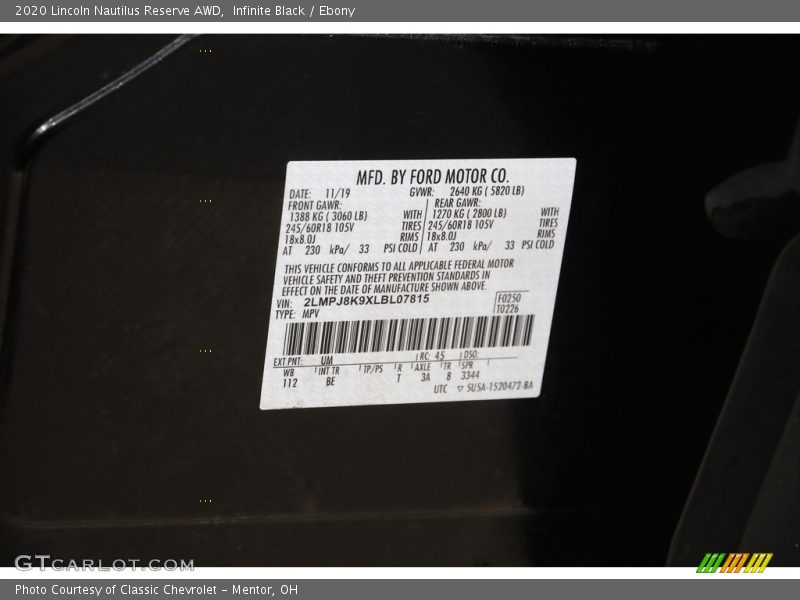 2020 Lincoln Nautilus Reserve AWD,  Infinite Black / Ebony
MFD. BY FORD MOTOR CO.
DATE: 11/19 GVWR: 2640 KG ( 5820 LB)
FRONT GAWR: REAR GAWR:
1388 KG ( 3060 LB) WITH 1270 KG ( 2800 LB) WITH
245/60R18 105V TIRES 245/60R18 105V TIRES
18x8.0J RIMS 18x8.0J RIMS
AT 230 kPa/ 33 PSI COLD AT 230 kPa/ 33 PSI COLD
THIS VEHICLE CONFORMS TO ALL APPLICABLE FEDERAL MOTOR
VEHICLE SAFETY AND THEFT PREVENTION STANDARDS IN
EFFECT ON THE DATE OF MANUFACTURE SHOWN ABOVE.
VIN: 2LMPJ8K9XLBL07815 F0250
TYPE: MPV T0226
EXT PNT: UM RC: 45 DSO:
WB INT TR TP/PS R AXLE TR SPR
112 BE T 3A 8 3344
UTC ▽ 5U5A-1520472-BA
GTCARLOT.COM
Photo Courtesy of Classic Chevrolet - Mentor, OH